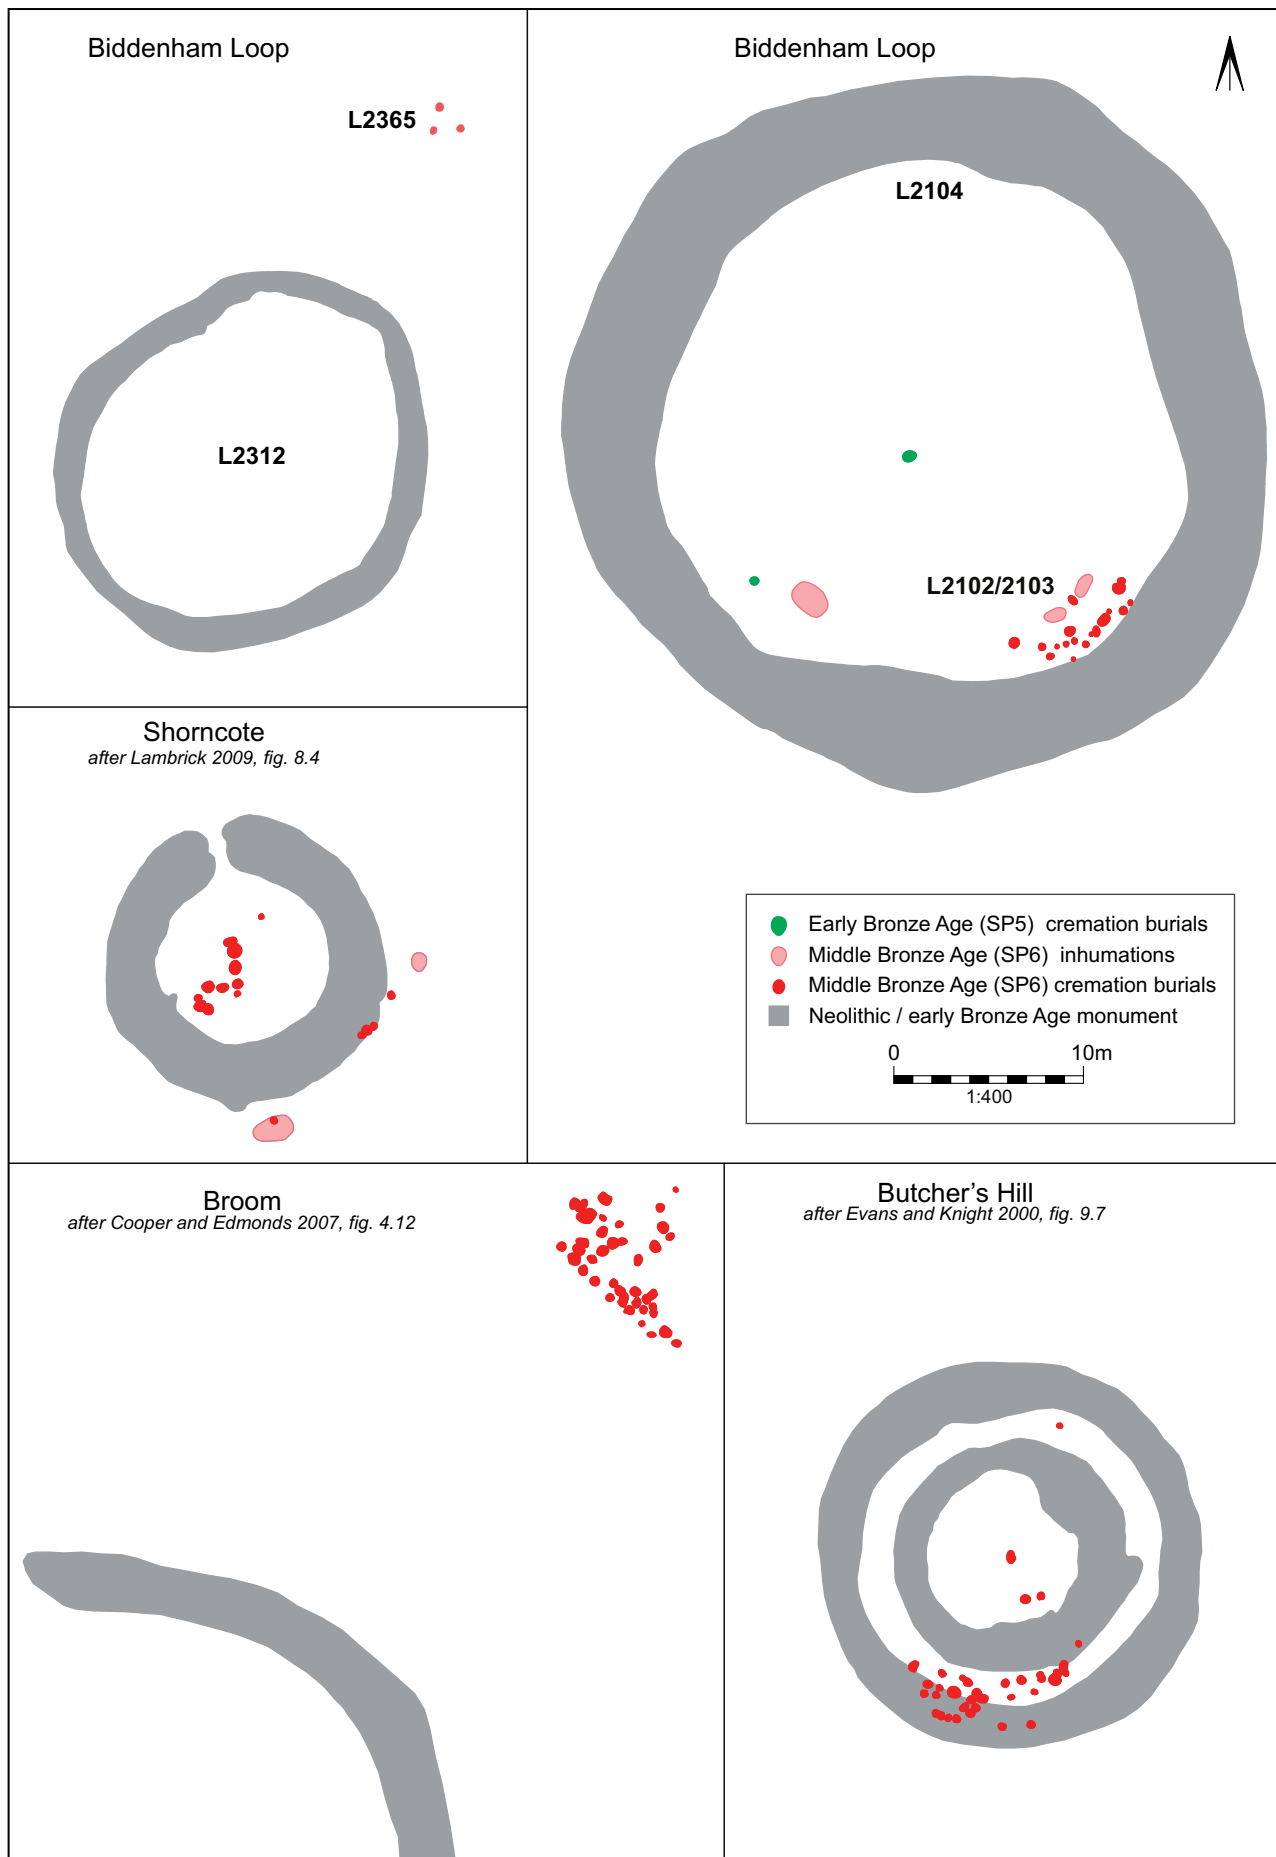 Biddenham Loop
L2365
L2312
Biddenham Loop
L2104
L2102/2103
Shorncote
after Lambrick 2009, fig. 8.4
Early Bronze Age (SP5) cremation burials
Middle Bronze Age (SP6) inhumations
Middle Bronze Age (SP6) cremation burials
Neolithic / early Bronze Age monument
0 10m
1:400
Broom
after Cooper and Edmonds 2007, fig. 4.12
Butcher's Hill
after Evans and Knight 2000, fig. 9.7